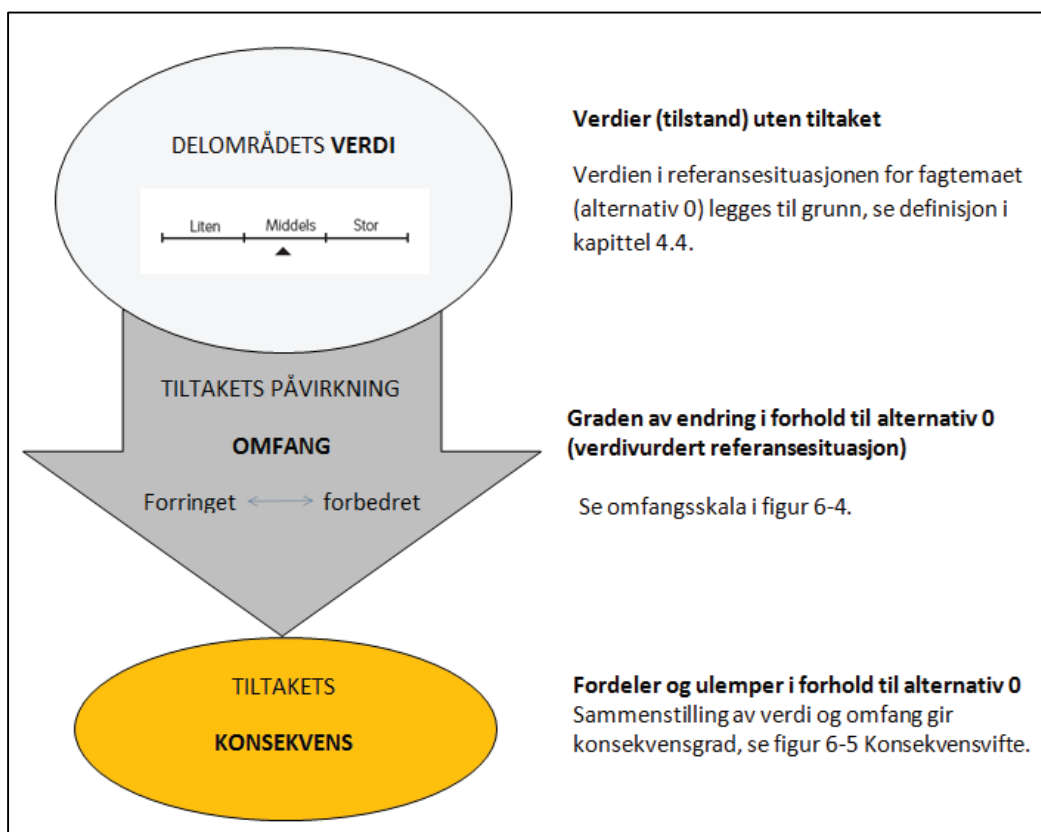 DELOMRÅDETS VERDI
Liten Middels Stor
Verdier (tilstand) uten tiltaket
Verdien i referansesituasjonen for fagtemaet
(alternativ 0) legges til grunn, se definisjon i
kapittel 4.4.
TILTAKETS PÅVIRKNING
OMFANG
Forringet forbedret
Graden av endring i forhold til alternativ 0
(verdivurdert referansesituasjon)
Se omfangsskala i figur 6-4.
TILTAKETS
KONSEKVENS
Fordeler og ulemper i forhold til alternativ 0
Sammenstilling av verdi og omfang gir
konsekvensgrad, se figur 6-5 Konsekvensvifte.